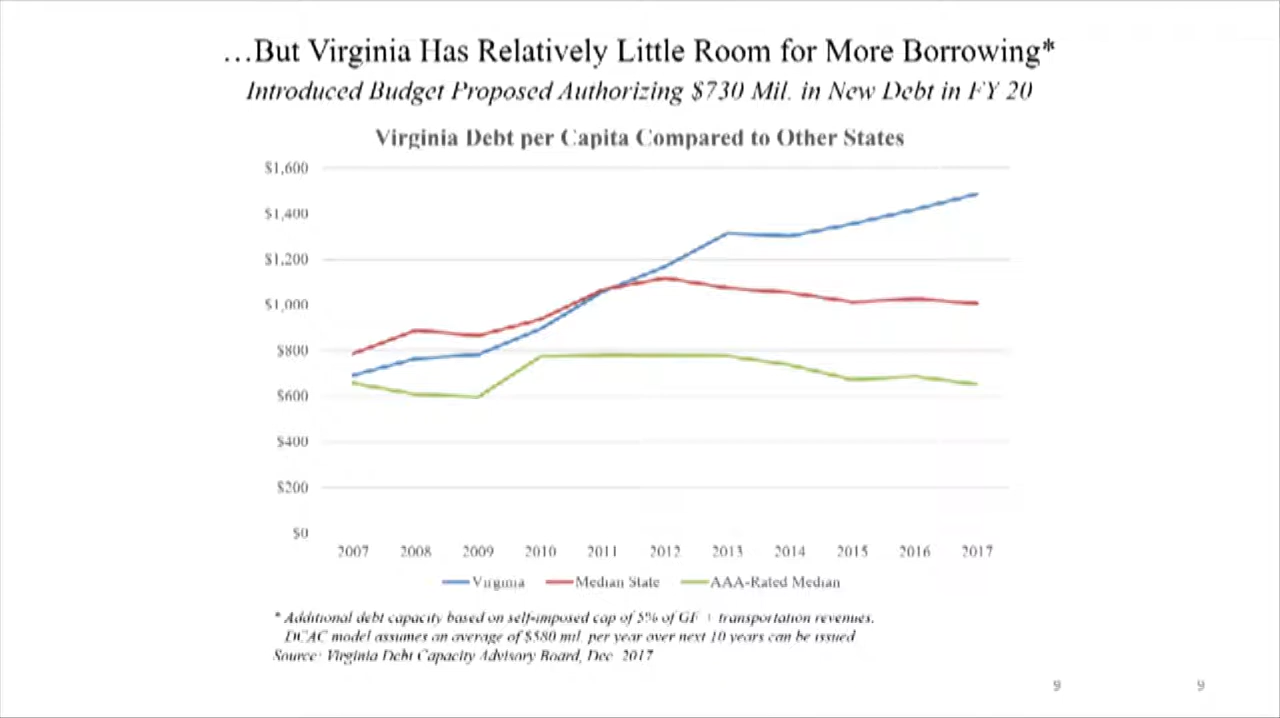 …But Virginia Has Relatively Little Room for More Borrowing*
Introduced Budget Proposed Authorizing $730 Mil. in New Debt in FY 20
Virginia Debt per Capita Compared to Other States
$1,600
$1,400
$1,200
$1,000
$800
$600
$400
$200
$0
2007 2008 2009 2010 2011 2012 2013 2014 2015 2016 2017
Virginia Median State AAA-Rated Median
* Additional debt capacity based on self-imposed cap of 5% of GF + transportation revenues.
DCAC model assumes an average of $580 mil. per year over next 10 years can be issued
Source: Virginia Debt Capacity Advisory Board, Dec. 2017
9 9